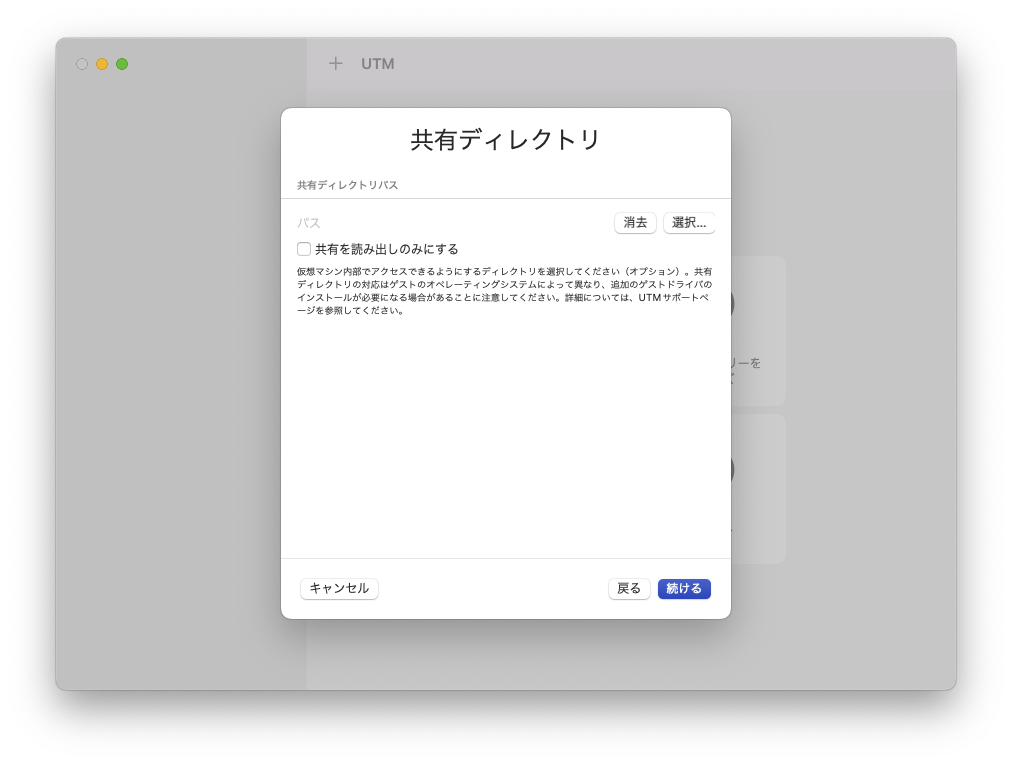 UTM
共有ディレクトリ
共有ディレクトリパス
パス
消去
選択...
共有を読み出しのみにする
仮想マシン内部でアクセスできるようにするディレクトリを選択してください（オプション）。共有
ディレクトリの対応はゲストのオペレーティングシステムによって異なり、追加のゲストドライバの
インストールが必要になる場合があることに注意してください。詳細については、UTMサポートペ
ージを参照してください。
リーを
キャンセル
戻る
続ける